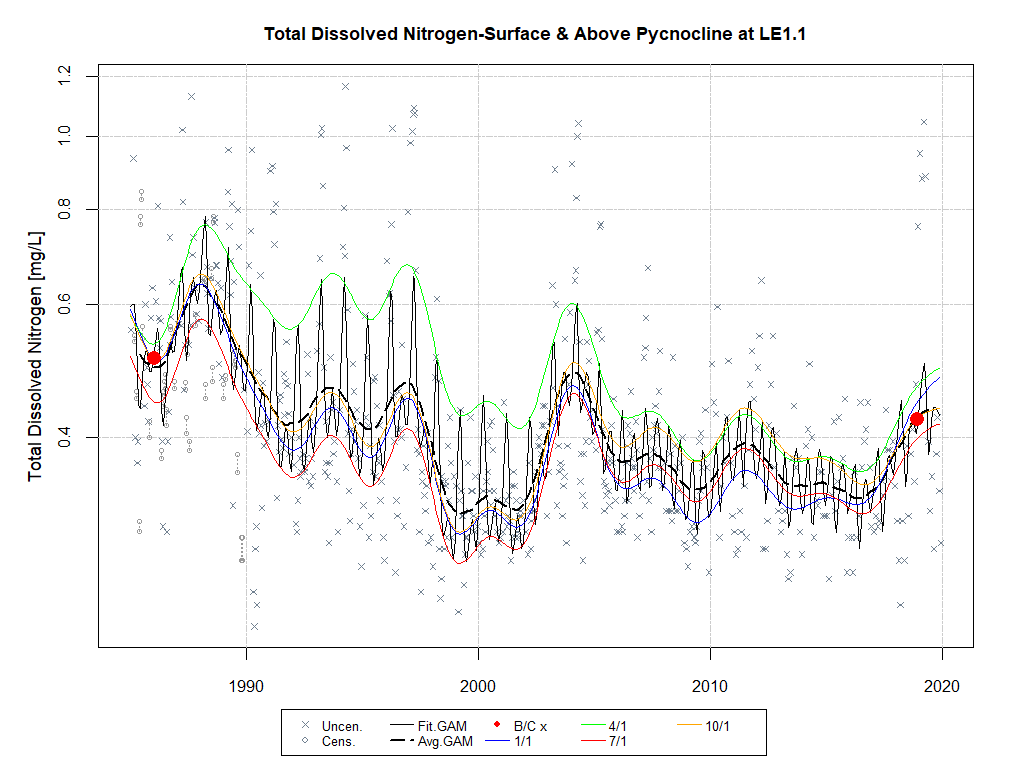 Total Dissolved Nitrogen-Surface & Above Pycnocline at LE1.1
Total Dissolved Nitrogen [mg/L]
1.2
1.0
0.8
0.6
0.4
1990 2000 2010 2020
Uncen. Fit.GAM B/C x 4/1 10/1
Cens. Avg.GAM 1/1 7/1